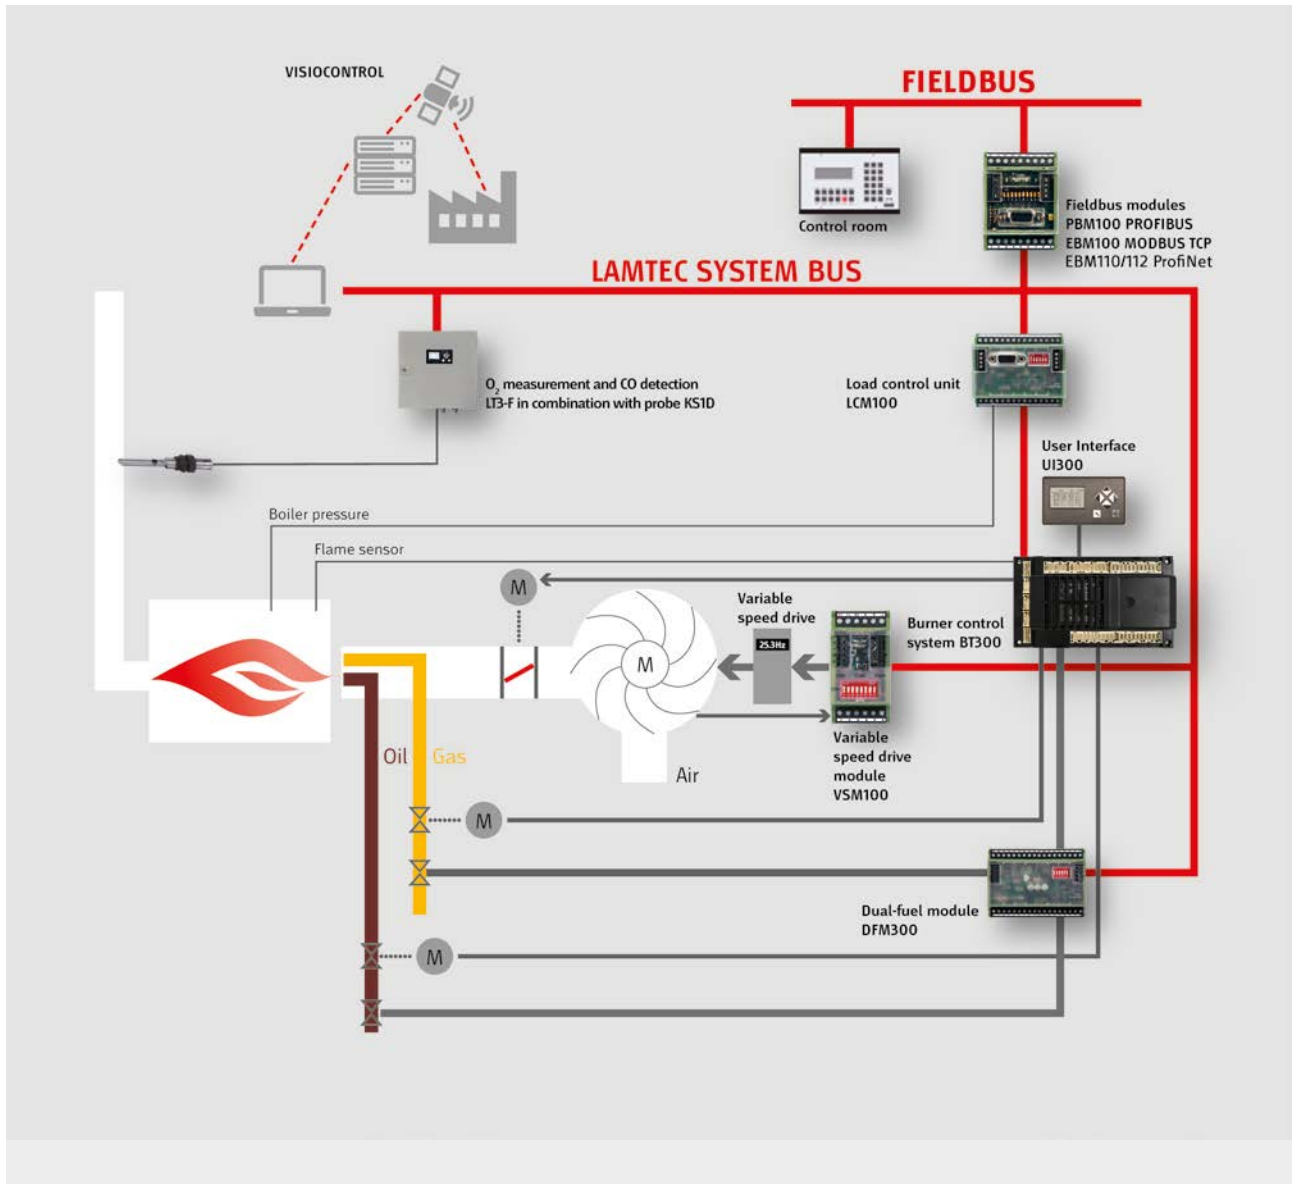 VISIOCONTROL
FIELDBUS
Control room
Fieldbus modules
PBM100 PROFIBUS
EBM100 MODBUS TCP
EBM110/112 ProfiNet
LAMTEC SYSTEM BUS
O₂ measurement and CO detection
LT3-F in combination with probe KS1D
Load control unit
LCM100
User Interface
UI300
Boiler pressure
Flame sensor
M
Variable
speed drive
25.3Hz
Burner control
system BT300
M
Variable
speed drive
module
VSM100
Oil
Gas
Air
M
Dual-fuel module
DFM300
M